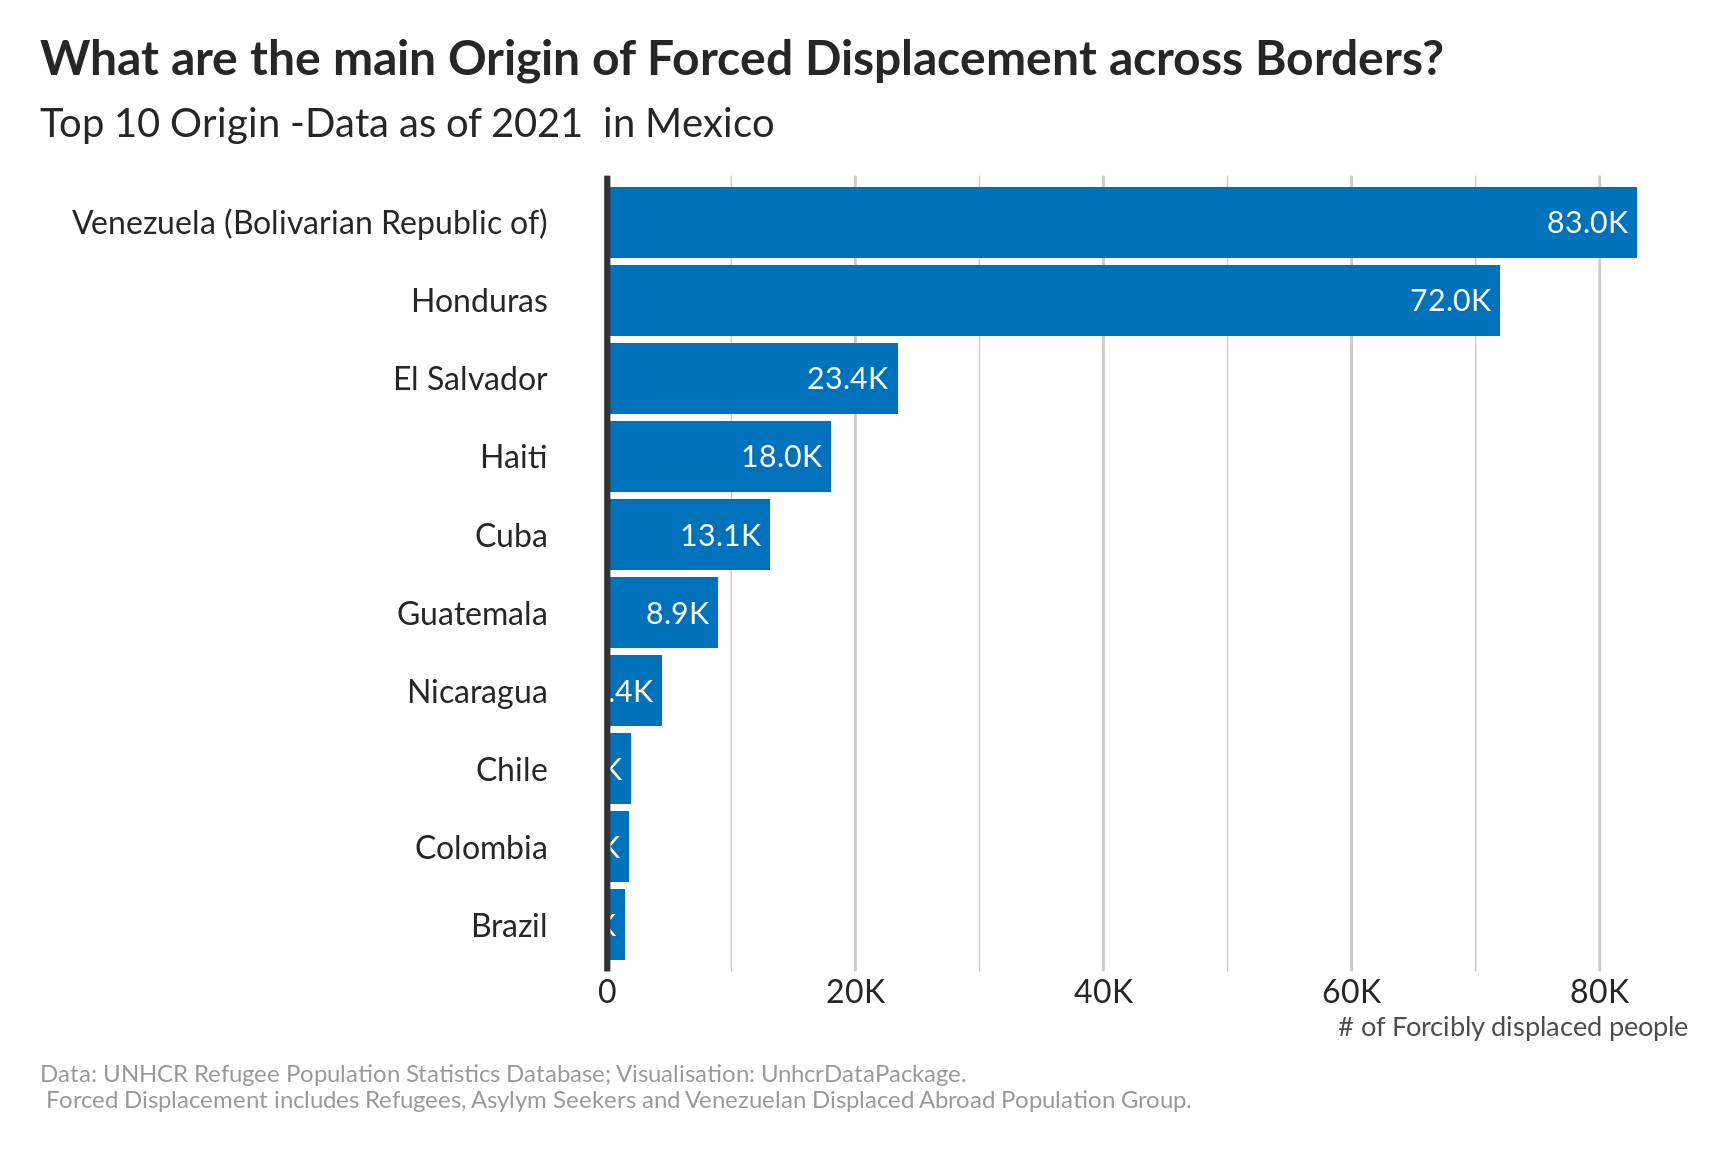 What are the main Origin of Forced Displacement across Borders?
Top 10 Origin -Data as of 2021  in Mexico
Venezuela (Bolivarian Republic of)
83.0K
Honduras
72.0K
El Salvador
23.4K
Haiti
18.0K
Cuba
13.1K
Guatemala
8.9K
Nicaragua
.4K
Chile
K
Colombia
K
Brazil
K
0
20K
40K
60K
80K
# of Forcibly displaced people
Data: UNHCR Refugee Population Statistics Database; Visualisation: UnhcrDataPackage.
Forced Displacement includes Refugees, Asylym Seekers and Venezuelan Displaced Abroad Population Group.